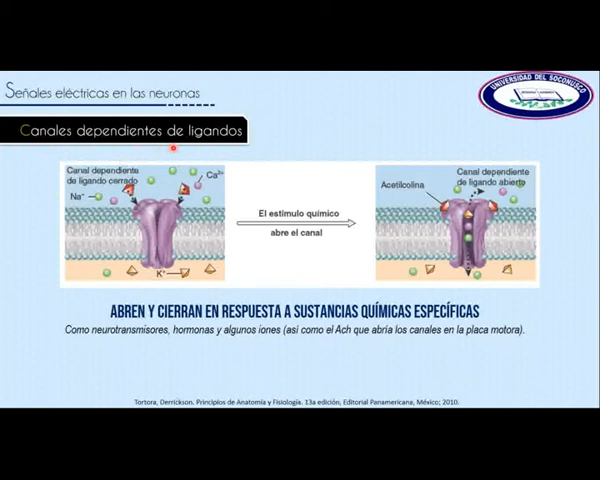 Señales eléctricas en las neuronas
UNIVERSIDAD DEL SOCONUSCO
Canales dependientes de ligandos
Canal dependiente
de ligando cerrado
Ca²⁺
Na⁺
K⁺
El estímulo químico
abre el canal
Canal dependiente
de ligando abierto
Acetilcolina
ABREN Y CIERRAN EN RESPUESTA A SUSTANCIAS QUÍMICAS ESPECÍFICAS
Como neurotransmisores, hormonas y algunos iones (asi como el Ach que abría los canales en la placa motora).
Tortora, Derrickson. Principios de Anatomía y Fisiología. 13a edición, Editorial Panamericana, México; 2010.